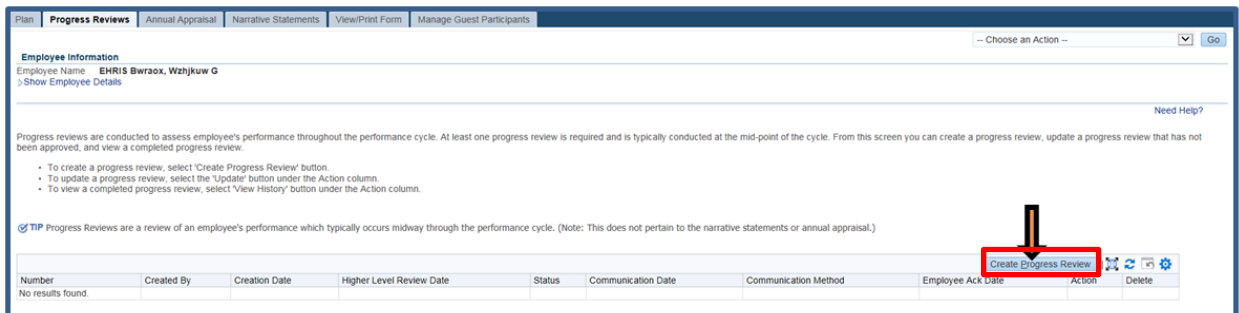 Plan Progress Reviews Annual Appraisal Narrative Statements View/Print Form Manage Guest Participants
-- Choose an Action -- Go
Employee Information
Employee Name EHRIS Bwraox, Wzhjkuw G
Show Employee Details
Need Help?
Progress reviews are conducted to assess employee's performance throughout the performance cycle. At least one progress review is required and is typically conducted at the mid-point of the cycle. From this screen you can create a progress review, update a progress review that has not
been approved, and view a completed progress review.
• To create a progress review, select 'Create Progress Review' button.
• To update a progress review, select the 'Update' button under the Action column.
• To view a completed progress review, select 'View History' button under the Action column.
TIP Progress Reviews are a review of an employee's performance which typically occurs midway through the performance cycle. (Note: This does not pertain to the narrative statements or annual appraisal.)
Create Progress Review
Number Created By Creation Date Higher Level Review Date Status Communication Date Communication Method Employee Ack Date Action Delete
No results found.